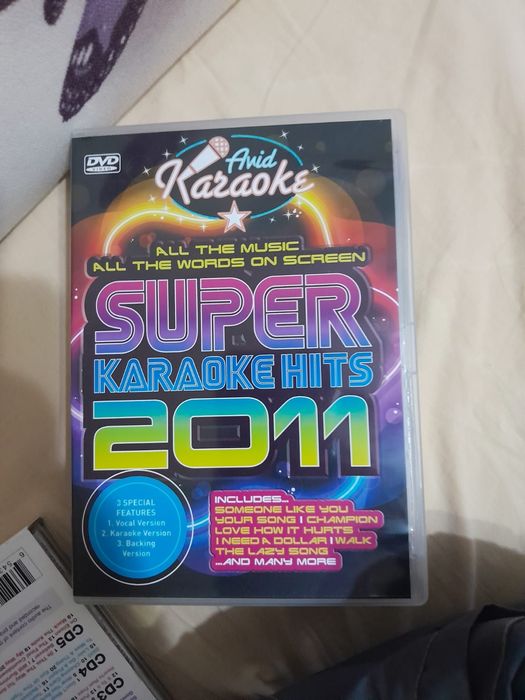 DVD
VIDEO
Avid
Karaoke
ALL THE MUSIC
ALL THE WORDS ON SCREEN
SUPER
KARAOKE HITS
2011
3 SPECIAL
FEATURES
1. Vocal Version
2. Karaoke Version
3. Backing
Version
INCLUDES...
SOMEONE LIKE YOU
YOUR SONG | CHAMPION
LOVE HOW IT HURTS
I NEED A DOLLAR | WALK
THE LAZY SONG
...AND MANY MORE
CD5
CD4
CD3